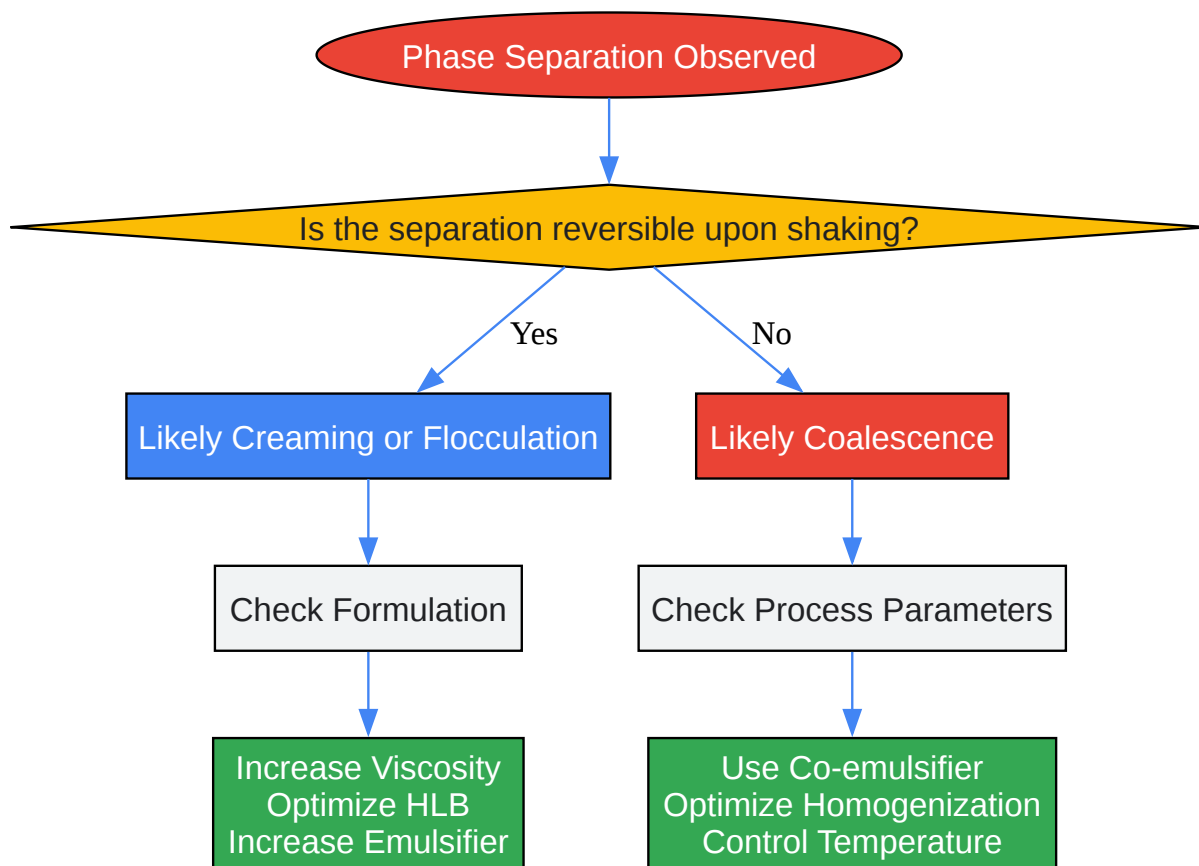 Phase Separation Observed
Is the separation reversible upon shaking?
Yes
No
Likely Creaming or Flocculation
Likely Coalescence
Check Formulation
Check Process Parameters
Increase Viscosity
Optimize HLB
Increase Emulsifier
Use Co-emulsifier
Optimize Homogenization
Control Temperature